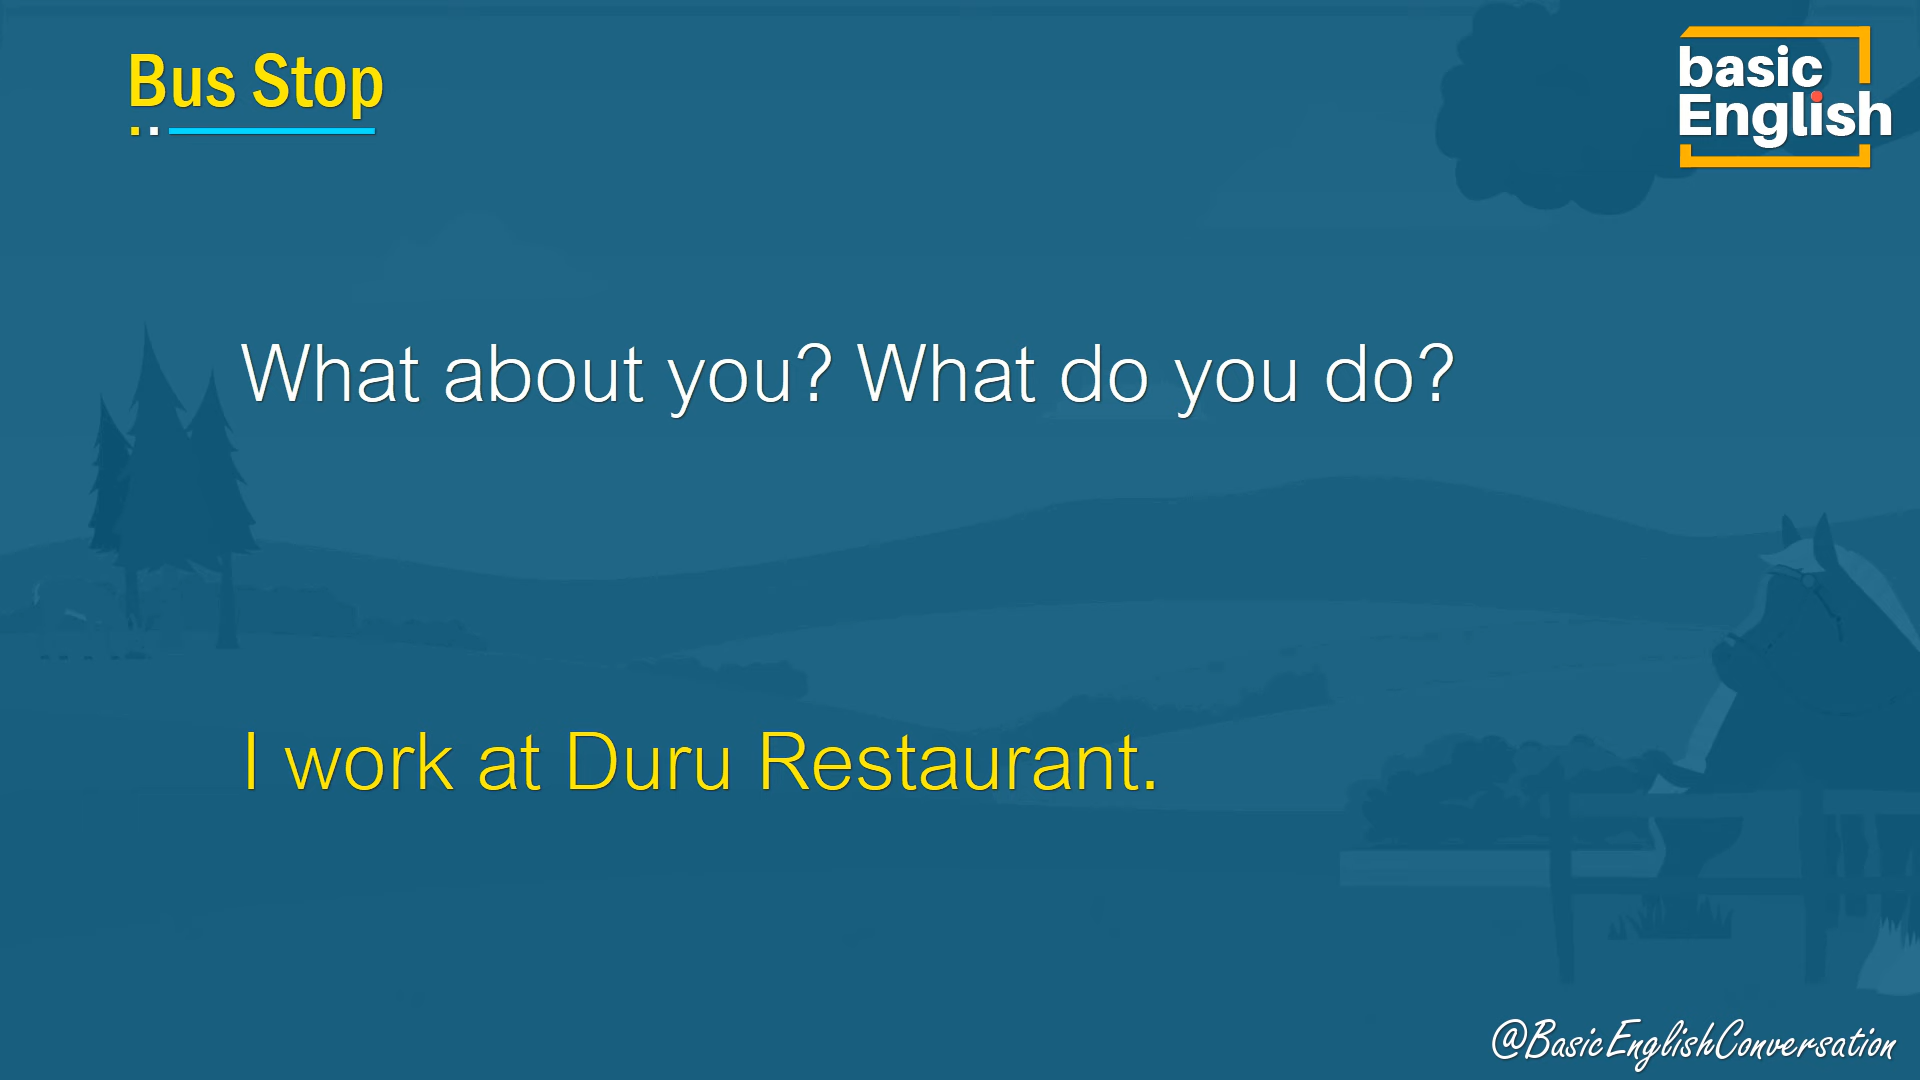 Bus Stop
basic
English
What about you? What do you do?
I work at Duru Restaurant.
@BasicEnglishConversation